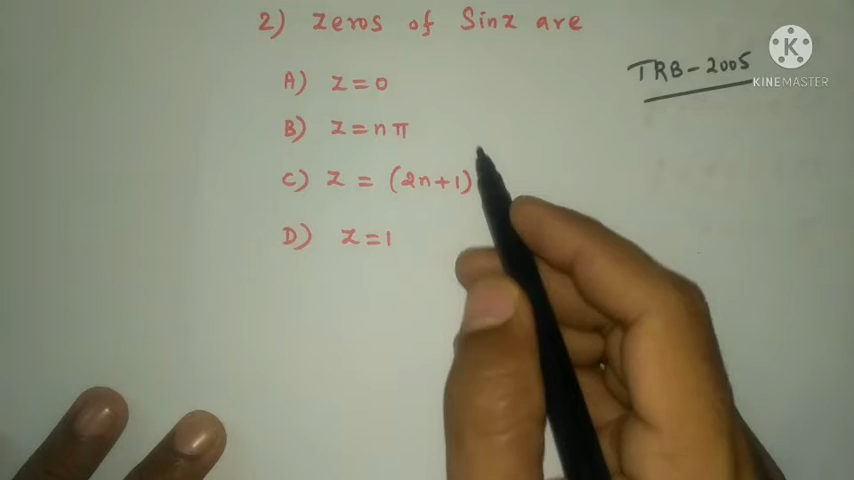 2) Zeros of Sinz are
TRB-2005
KINEMASTER
A) z=0
B) z=nπ
C) z = (2n+1)
D) z=1